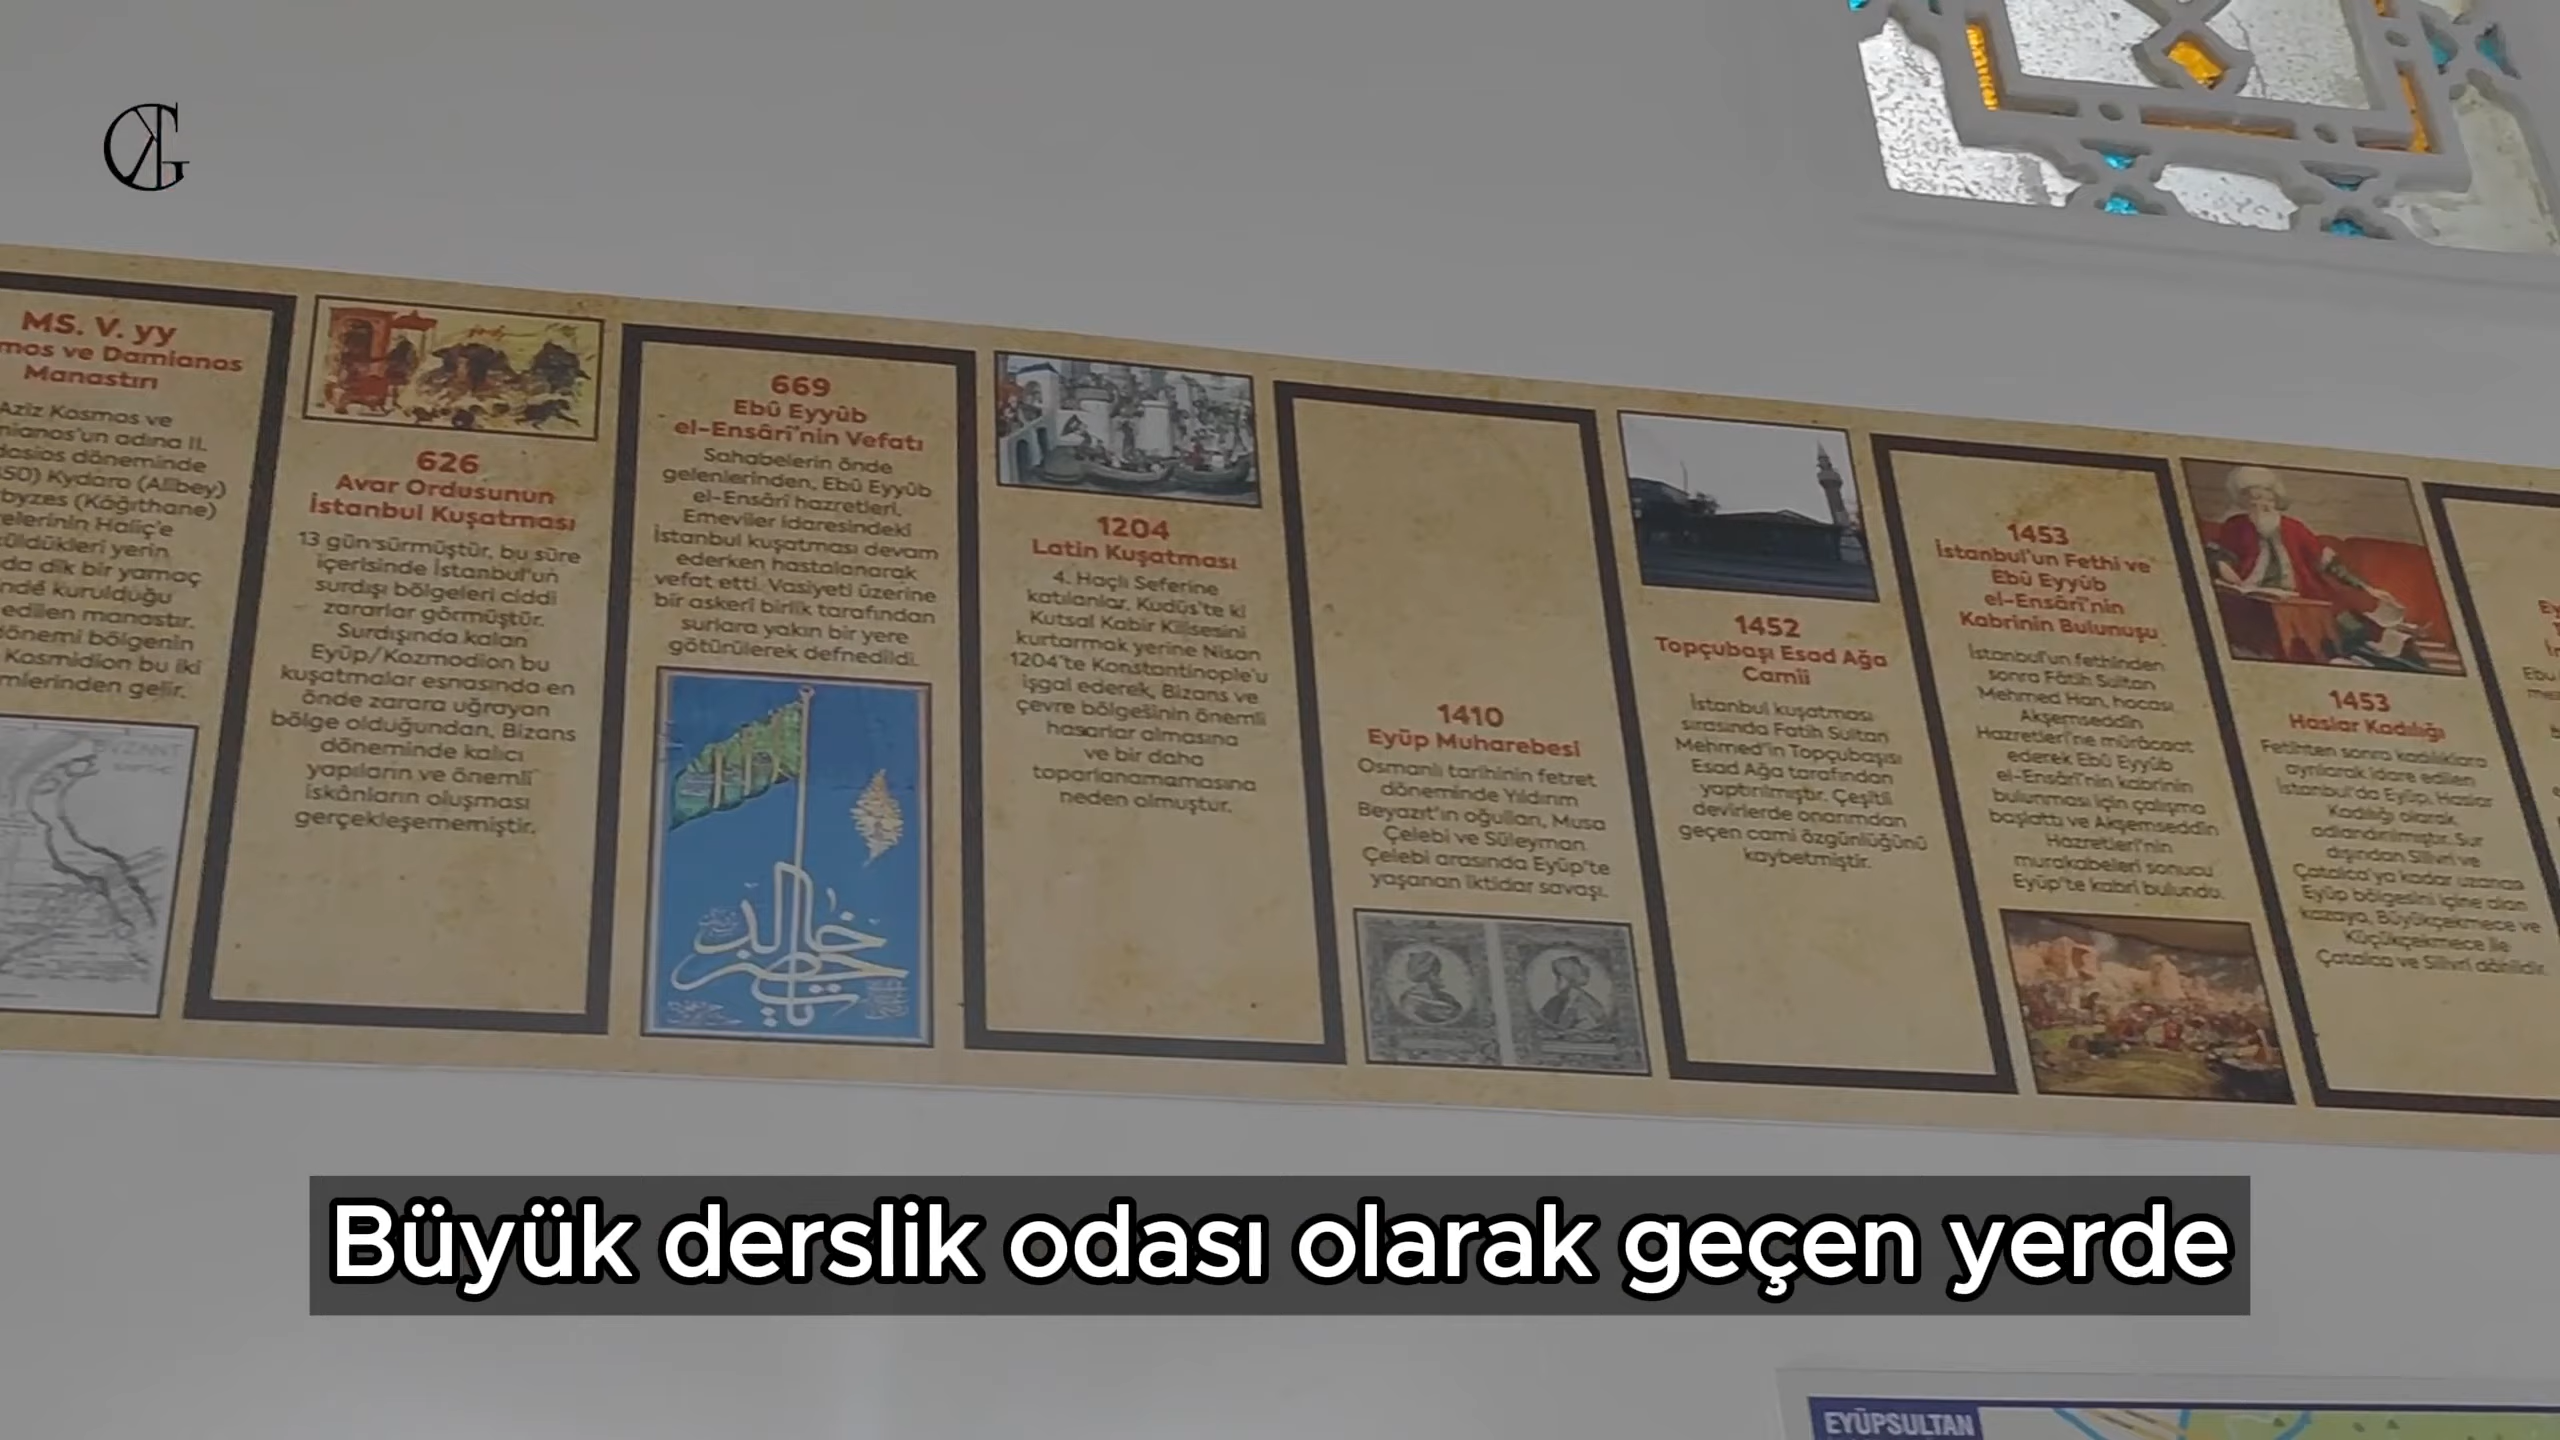 MS. V. yy
mos ve Damianos
Manastırı
Aziz Kosmos ve
mianos'un adına II.
dosios döneminde
450) Kydaro (Alibey)
rbyzes (Kâğıthane)
relerinin Haliç'e
küldükleri yerin
da dik bir yamaç
inde kurulduğu
edilen manastır.
dönemi bölgenin
Kosmidion bu iki
imlerinden gelir.
BIZANT
626
Avar Ordusunun
İstanbul Kuşatması
13 gün sürmüştür, bu süre
içerisinde İstanbul'un
surdışı bölgeleri ciddi
zararlar görmüştür.
Surdışında kalan
Eyüp/Kozmodion bu
kuşatmalar esnasında en
önde zarara uğrayan
bölge olduğundan, Bizans
döneminde kalıcı
yapıların ve önemli
iskânların oluşması
gerçekleşememiştir.
669
Ebû Eyyûb
el-Ensârî'nin Vefatı
Sahabelerin önde
gelenlerinden, Ebû Eyyûb
el-Ensârî hazretleri,
Emeviler idaresindeki
İstanbul kuşatması devam
ederken hastalanarak
vefat etti. Vasiyeti üzerine
bir askerî birlik tarafından
surlara yakın bir yere
götürülerek defnedildi.
1204
Latin Kuşatması
4. Haçlı Seferine
katılanlar, Kudüs'te ki
Kutsal Kabir Kilisesini
kurtarmak yerine Nisan
1204'te Konstantinople'u
işgal ederek, Bizans ve
çevre bölgesinin önemli
hasarlar almasına
ve bir daha
toparlanamamasına
neden olmuştur.
1410
Eyüp Muharebesi
Osmanlı tarihinin fetret
döneminde Yıldırım
Beyazıt'ın oğulları, Musa
Çelebi ve Süleyman
Çelebi arasında Eyüp'te
yaşanan iktidar savaşı.
1452
Topçubaşı Esad Ağa
Camii
İstanbul kuşatması
sırasında Fatih Sultan
Mehmed'in Topçubaşısı
Esad Ağa tarafından
yaptırılmıştır. Çeşitli
devirlerde onarımdan
geçen cami özgünlüğünü
kaybetmiştir.
1453
İstanbul'un Fethi ve
Ebû Eyyûb
el-Ensârî'nin
Kabrinin Bulunuşu
İstanbul'un fethinden
sonra Fâtih Sultan
Mehmed Han, hocası
Akşemseddin
Hazretleri'ne mürâcaat
ederek Ebû Eyyûb
el-Ensârî'nin kabrinin
bulunması için çalışma
başlattı ve Akşemseddin
Hazretleri'nin
murakabeleri sonucu
Eyüp'te kabri bulundu.
1453
Haslar Kadılığı
Fetihten sonra kadılıklara
ayrılarak idare edilen
İstanbul'da Eyüp, Haslar
Kadılığı olarak
adlandırılmıştır. Sur
dışından Silivri ve
Çatalca'ya kadar uzanan
Eyüp bölgesini içine alan
kazaya, Büyükçekmece ve
Küçükçekmece ile
Çatalca ve Silivri dâhildir.
Ey
Ebu
Büyük derslik odası olarak geçen yerde
EYÜPSULTAN